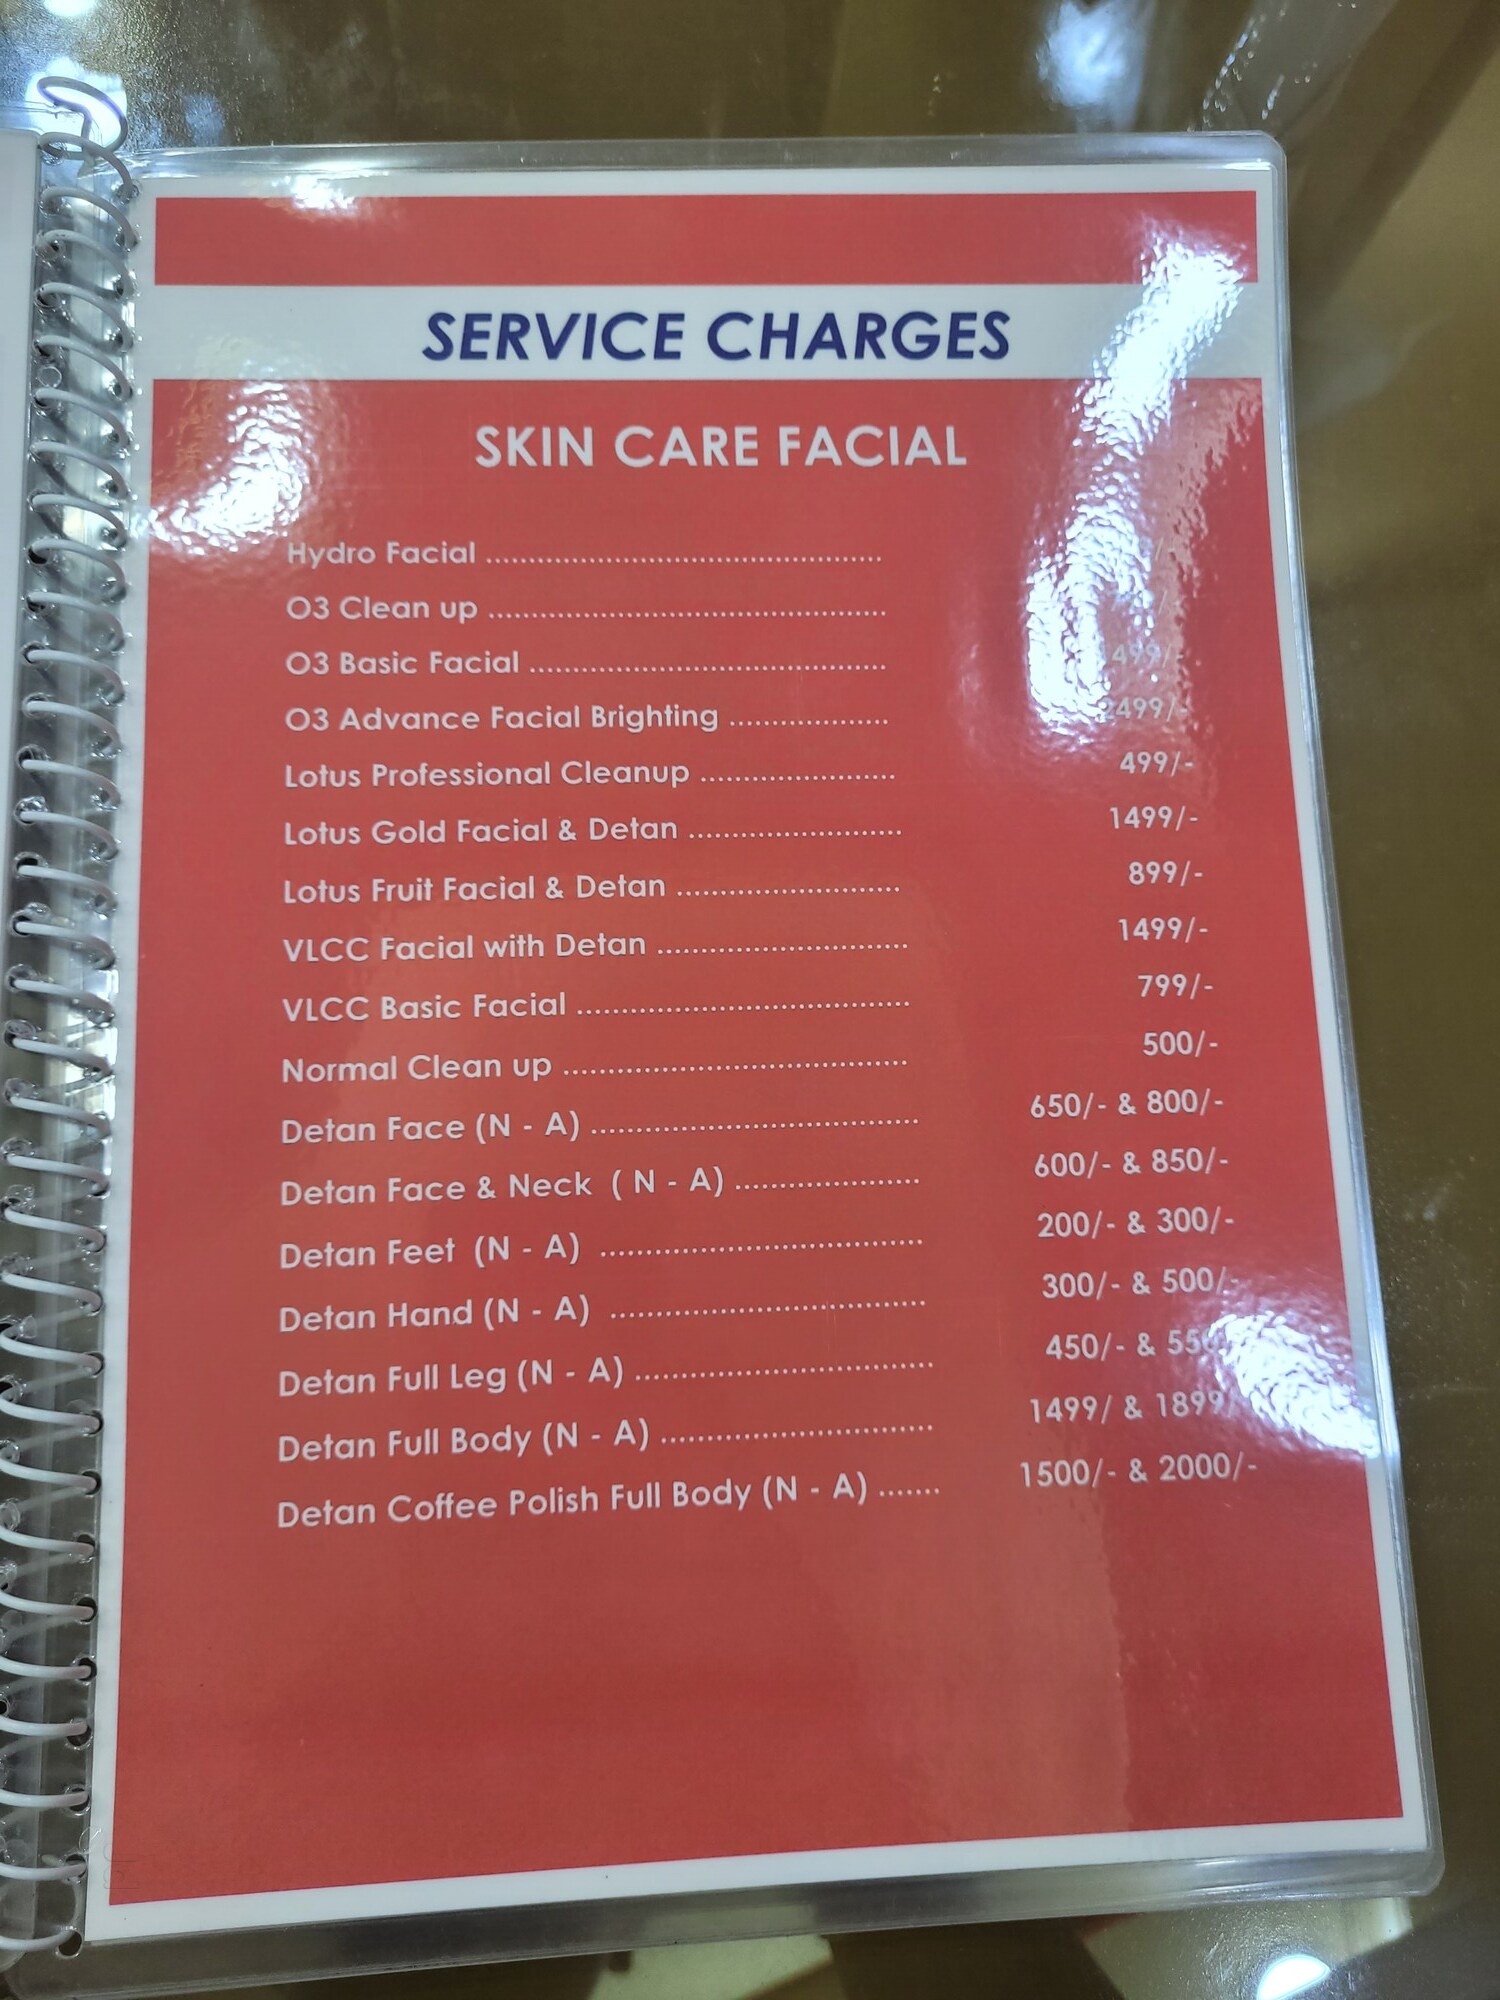 SERVICE CHARGES
SKIN CARE FACIAL
Hydro Facial ............................................
O3 Clean up ............................................
O3 Basic Facial ........................................
O3 Advance Facial Brighting .................. 2499/-
Lotus Professional Cleanup ...................... 499/-
Lotus Gold Facial & Detan ........................ 1499/-
Lotus Fruit Facial & Detan ......................... 899/-
VLCC Facial with Detan ............................ 1499/-
VLCC Basic Facial ..................................... 799/-
Normal Clean up ...................................... 500/-
Detan Face (N - A) .................................... 650/- & 800/-
Detan Face & Neck ( N - A) ..................... 600/- & 850/-
Detan Feet (N - A) .................................... 200/- & 300/-
Detan Hand (N - A) ................................... 300/- & 500/-
Detan Full Leg (N - A) ................................. 450/- &
Detan Full Body (N - A) .............................. 1499/ & 1899/
Detan Coffee Polish Full Body (N - A) ....... 1500/- & 2000/-